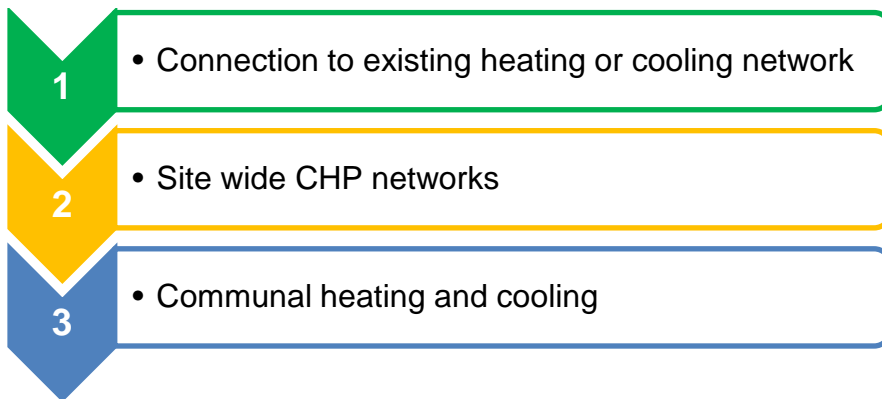 1
• Connection to existing heating or cooling network
2
• Site wide CHP networks
3
• Communal heating and cooling